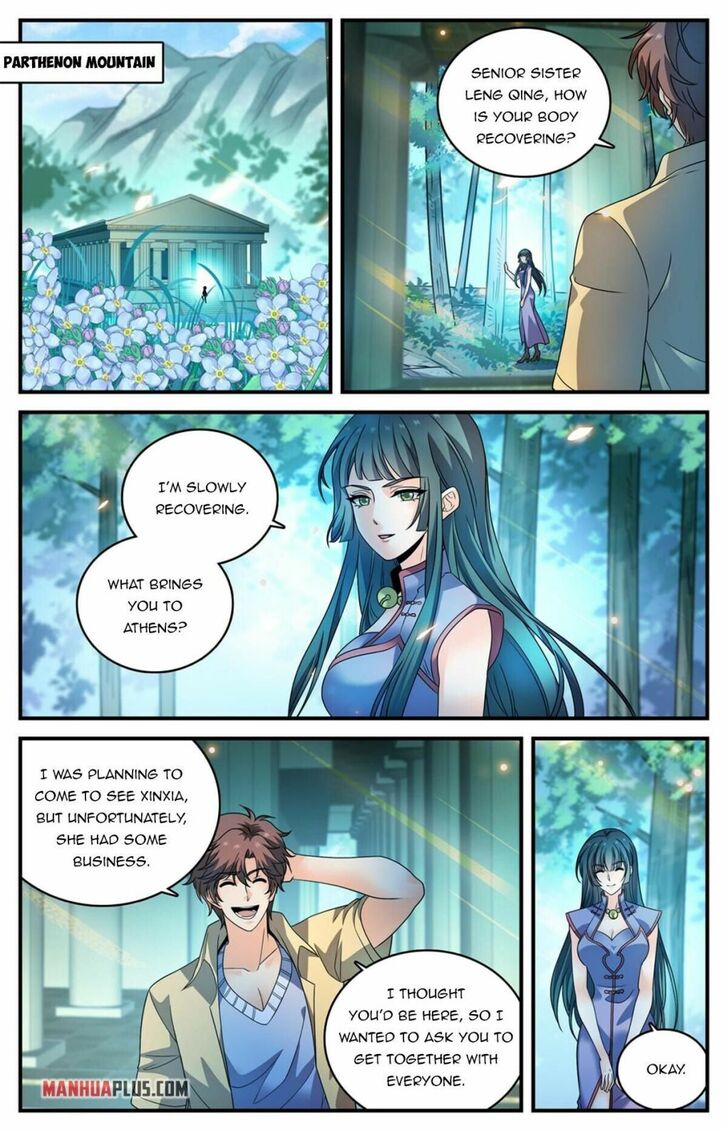 PARTHENON MOUNTAIN
SENIOR SISTER
LENG QING, HOW
IS YOUR BODY
RECOVERING?
I'M SLOWLY
RECOVERING.
WHAT BRINGS
YOU TO
ATHENS?
I WAS PLANNING TO
COME TO SEE XINXIA,
BUT UNFORTUNATELY,
SHE HAD SOME
BUSINESS.
I THOUGHT
YOU'D BE HERE, SO I
WANTED TO ASK YOU TO
GET TOGETHER WITH
EVERYONE.
OKAY.
MANHUAPLUS.COM